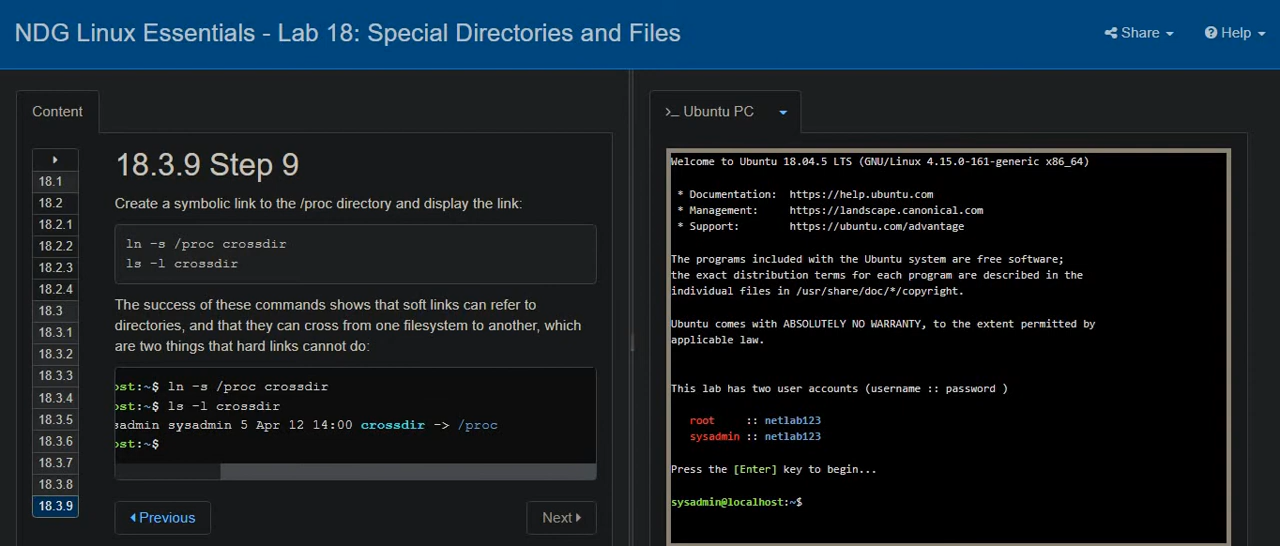 NDG Linux Essentials - Lab 18: Special Directories and Files
Share
Help
Content
18.1
18.2
18.2.1
18.2.2
18.2.3
18.2.4
18.3
18.3.1
18.3.2
18.3.3
18.3.4
18.3.5
18.3.6
18.3.7
18.3.8
18.3.9
18.3.9 Step 9
Create a symbolic link to the /proc directory and display the link:
ln -s /proc crossdir
ls -l crossdir
The success of these commands shows that soft links can refer to
directories, and that they can cross from one filesystem to another, which
are two things that hard links cannot do:
ost:~$ ln -s /proc crossdir
ost:~$ ls -l crossdir
sadmin sysadmin 5 Apr 12 14:00 crossdir -> /proc
ost:~$
Previous
Next
>_ Ubuntu PC
Welcome to Ubuntu 18.04.5 LTS (GNU/Linux 4.15.0-161-generic x86_64)
* Documentation: https://help.ubuntu.com
* Management: https://landscape.canonical.com
* Support: https://ubuntu.com/advantage
The programs included with the Ubuntu system are free software;
the exact distribution terms for each program are described in the
individual files in /usr/share/doc/*/copyright.
Ubuntu comes with ABSOLUTELY NO WARRANTY, to the extent permitted by
applicable law.
This lab has two user accounts (username :: password )
root :: netlab123
sysadmin :: netlab123
Press the [Enter] key to begin...
sysadmin@localhost:~$